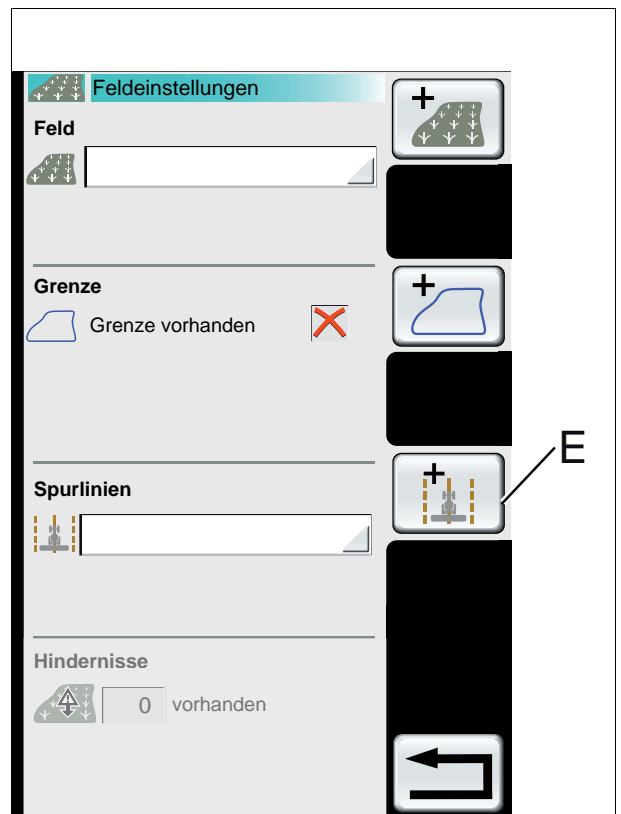 Feldeinstellungen
Feld
Grenze
Grenze vorhanden
E
Spurlinien
Hindernisse
0 vorhanden